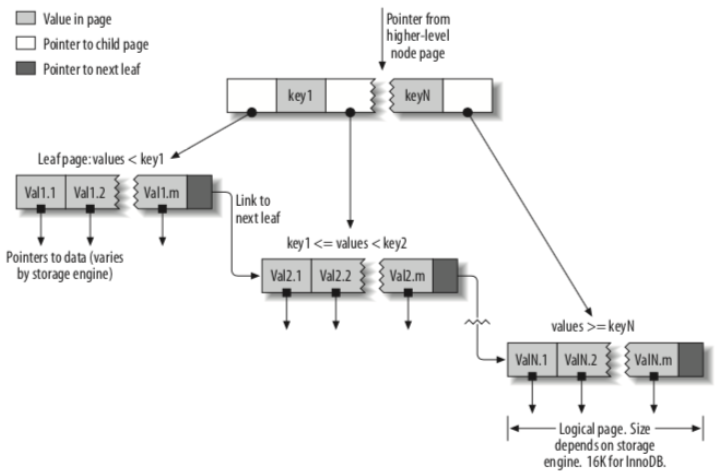 Value in page
Pointer to child page
Pointer to next leaf
Pointer from
higher-level
node page
key1
keyN
Leaf page: values < key1
Val1.1
Val1.2
Val1.m
Link to
next leaf
Pointers to data (varies
by storage engine)
key1 <= values < key2
Val2.1
Val2.2
Val2.m
values >= keyN
ValN.1
ValN.2
ValN.m
Logical page. Size
depends on storage
engine. 16K for InnoDB.